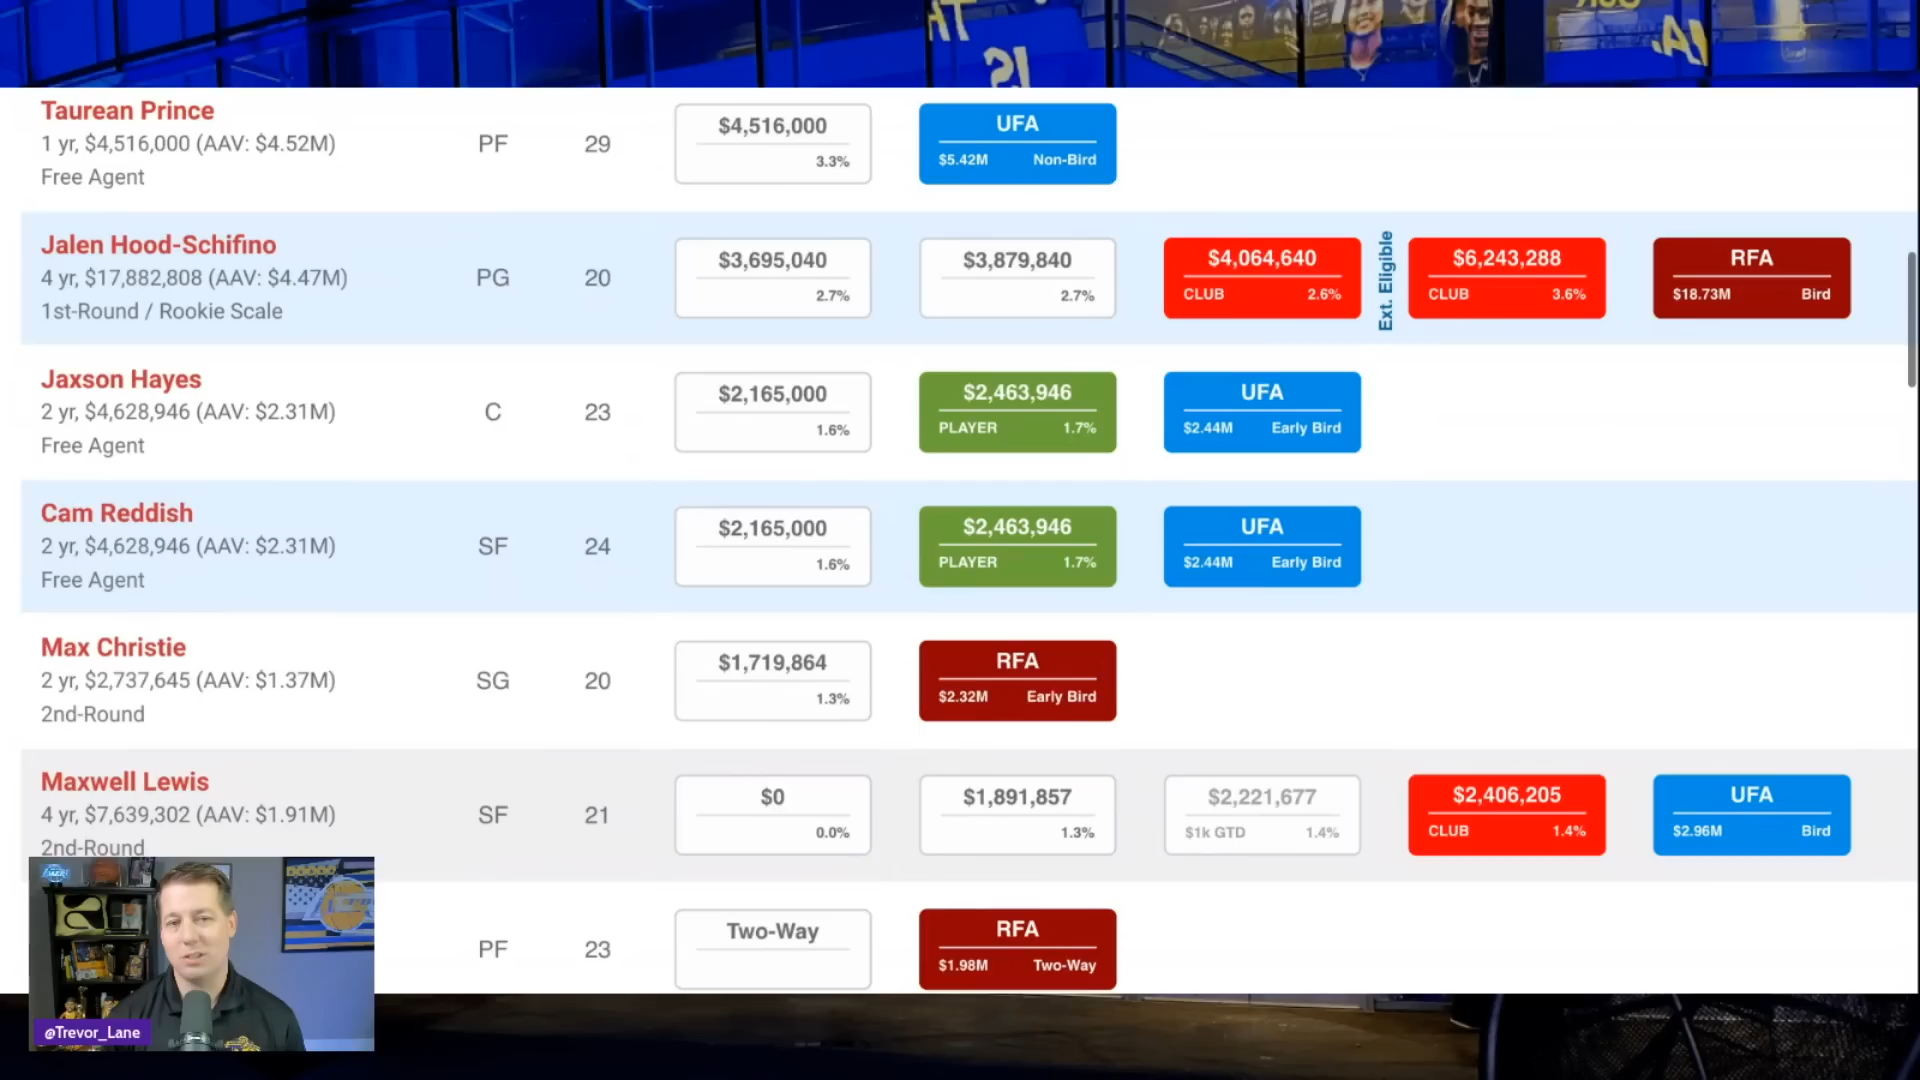 Taurean Prince
1 yr, $4,516,000 (AAV: $4.52M)
Free Agent
PF
29
$4,516,000
3.3%
UFA
$5.42M Non-Bird
Jalen Hood-Schifino
4 yr, $17,882,808 (AAV: $4.47M)
1st-Round / Rookie Scale
PG
20
$3,695,040
2.7%
$3,879,840
2.7%
$4,064,640
CLUB 2.6%
Ext. Eligible
$6,243,288
CLUB 3.6%
RFA
$18.73M Bird
Jaxson Hayes
2 yr, $4,628,946 (AAV: $2.31M)
Free Agent
C
23
$2,165,000
1.6%
$2,463,946
PLAYER 1.7%
UFA
$2.44M Early Bird
Cam Reddish
2 yr, $4,628,946 (AAV: $2.31M)
Free Agent
SF
24
$2,165,000
1.6%
$2,463,946
PLAYER 1.7%
UFA
$2.44M Early Bird
Max Christie
2 yr, $2,737,645 (AAV: $1.37M)
2nd-Round
SG
20
$1,719,864
1.3%
RFA
$2.32M Early Bird
Maxwell Lewis
4 yr, $7,639,302 (AAV: $1.91M)
2nd-Round
SF
21
$0
0.0%
$1,891,857
1.3%
$2,221,677
$1k GTD 1.4%
$2,406,205
CLUB 1.4%
UFA
$2.96M Bird
PF
23
Two-Way
RFA
$1.98M Two-Way
@Trevor_Lane